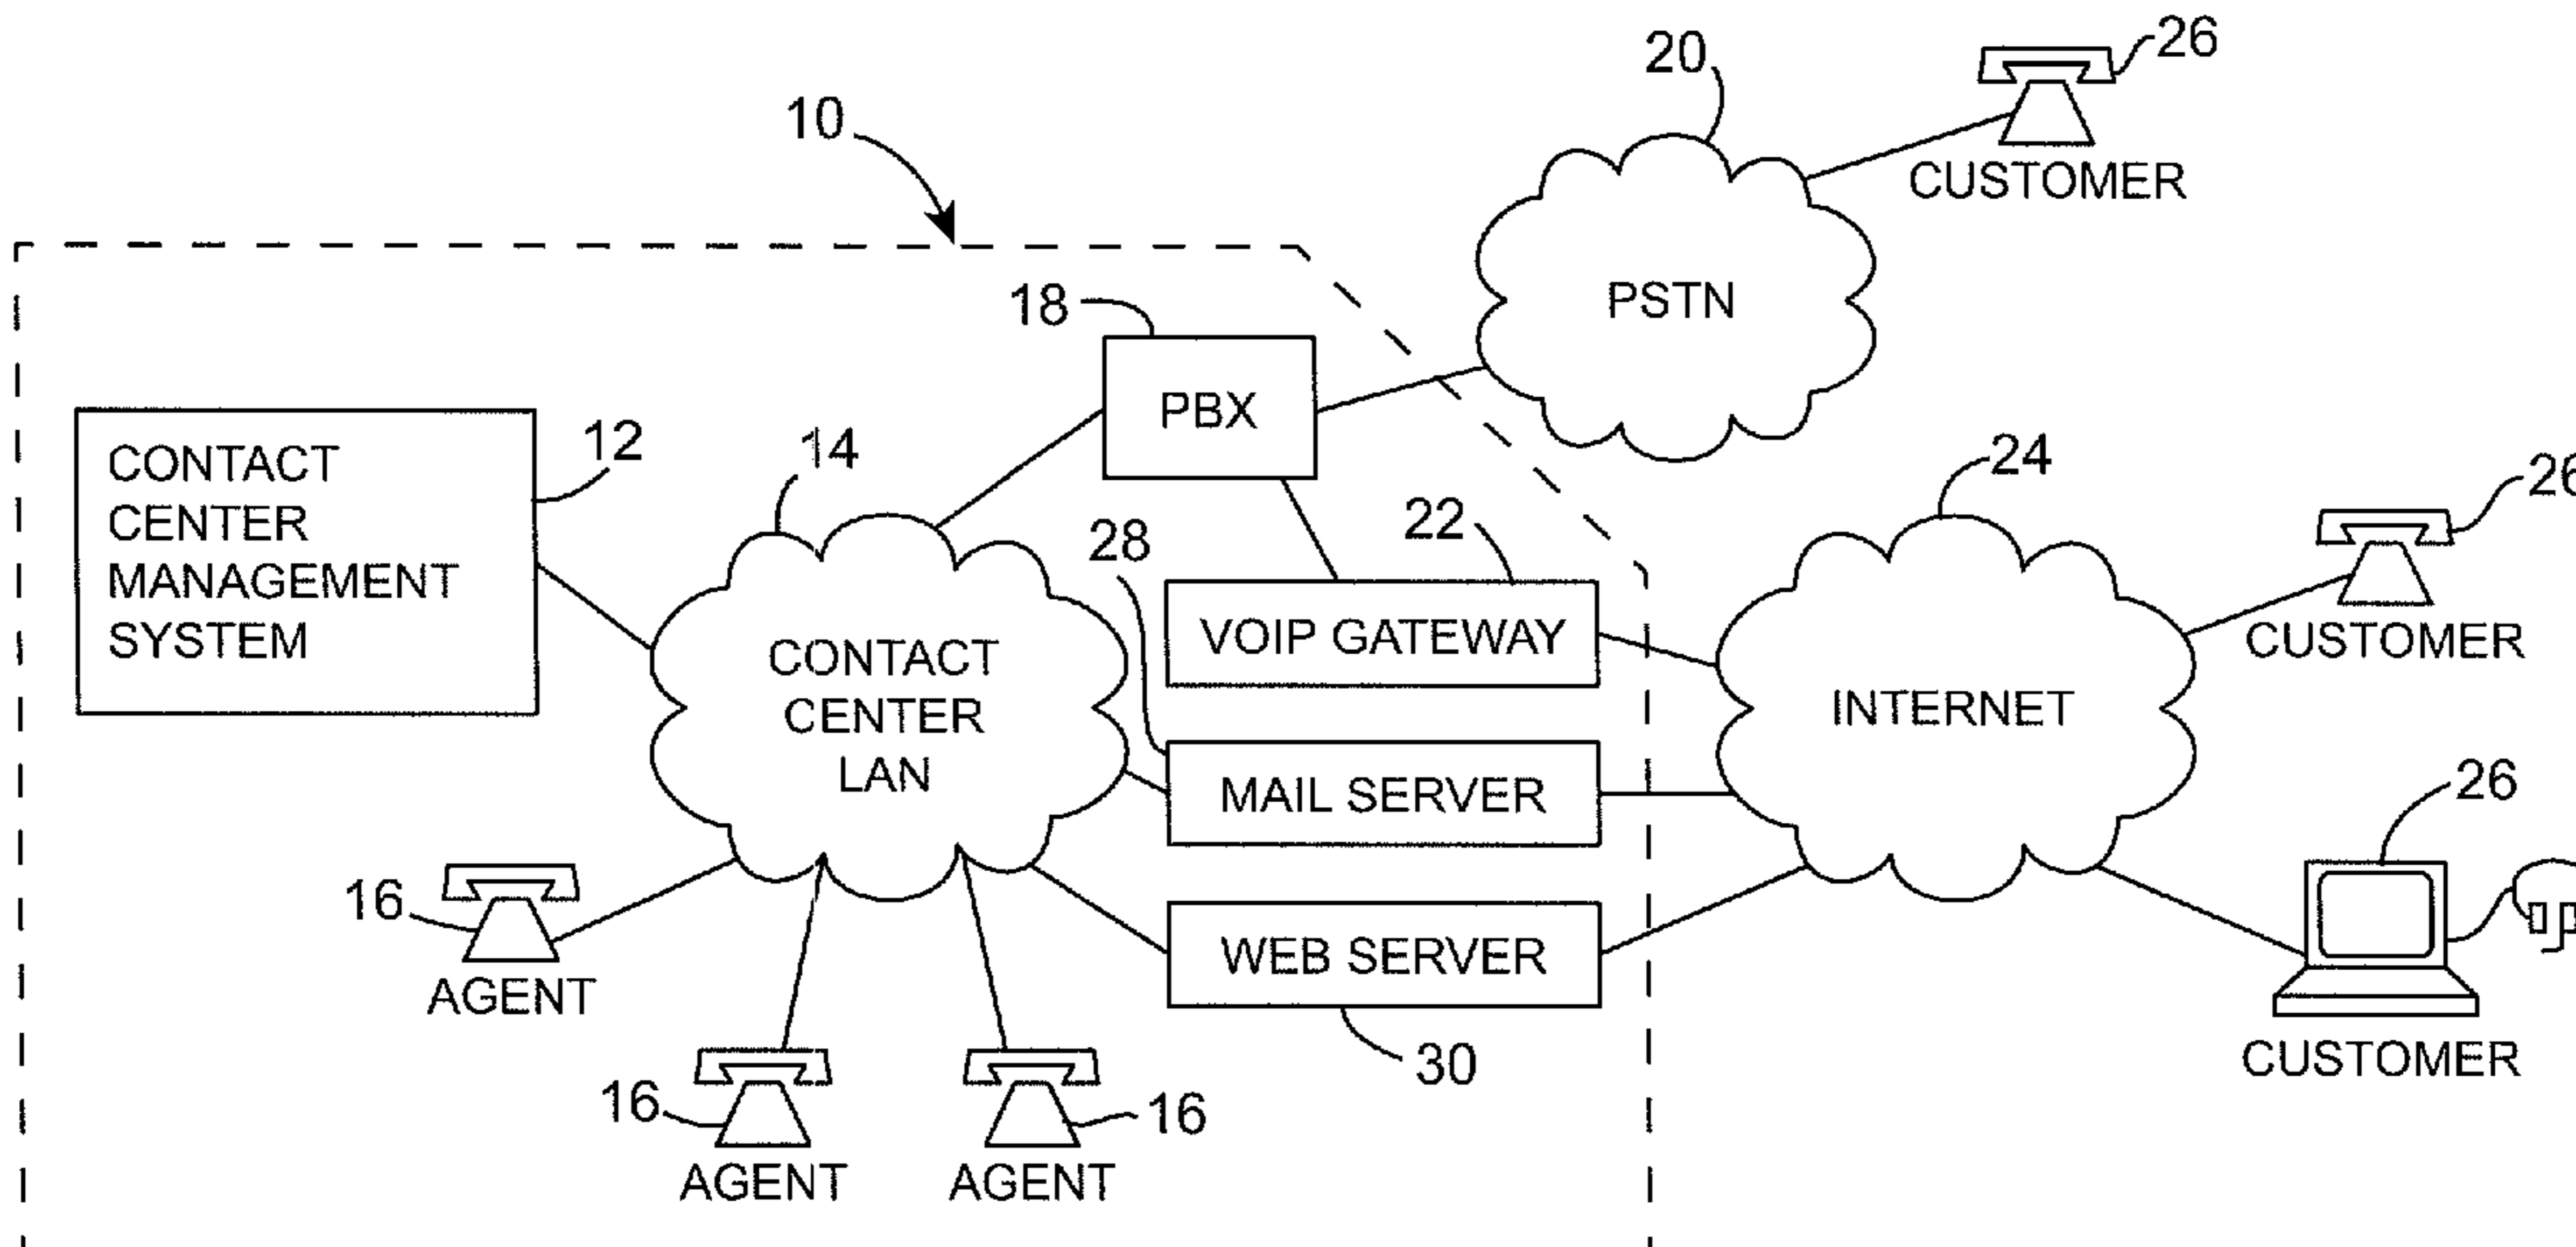 26
20
CUSTOMER
10
PSTN
18
PBX
12
14
24
26
CONTACT
CENTER
MANAGEMENT
SYSTEM
28
22
VOIP GATEWAY
CUSTOMER
CONTACT
CENTER
LAN
INTERNET
MAIL SERVER
26
16
AGENT
WEB SERVER
30
CUSTOMER
16
AGENT
16
AGENT